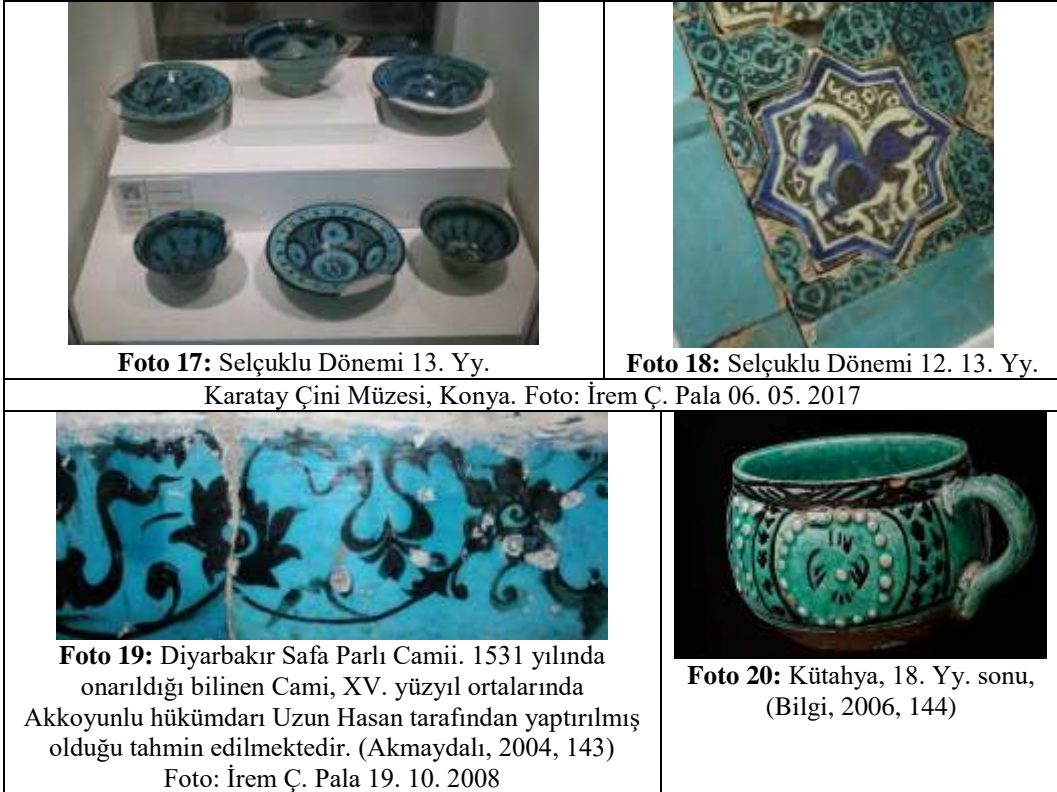 Foto 17: Selçuklu Dönemi 13. Yy.
Foto 18: Selçuklu Dönemi 12. 13. Yy.
Karatay Çini Müzesi, Konya. Foto: İrem Ç. Pala 06. 05. 2017
Foto 19: Diyarbakır Safa Parlı Camii. 1531 yılında
onarıldığı bilinen Cami, XV. yüzyıl ortalarında
Akkoyunlu hükümdarı Uzun Hasan tarafından yaptırılmış
olduğu tahmin edilmektedir. (Akmaydalı, 2004, 143)
Foto: İrem Ç. Pala 19. 10. 2008
Foto 20: Kütahya, 18. Yy. sonu,
(Bilgi, 2006, 144)